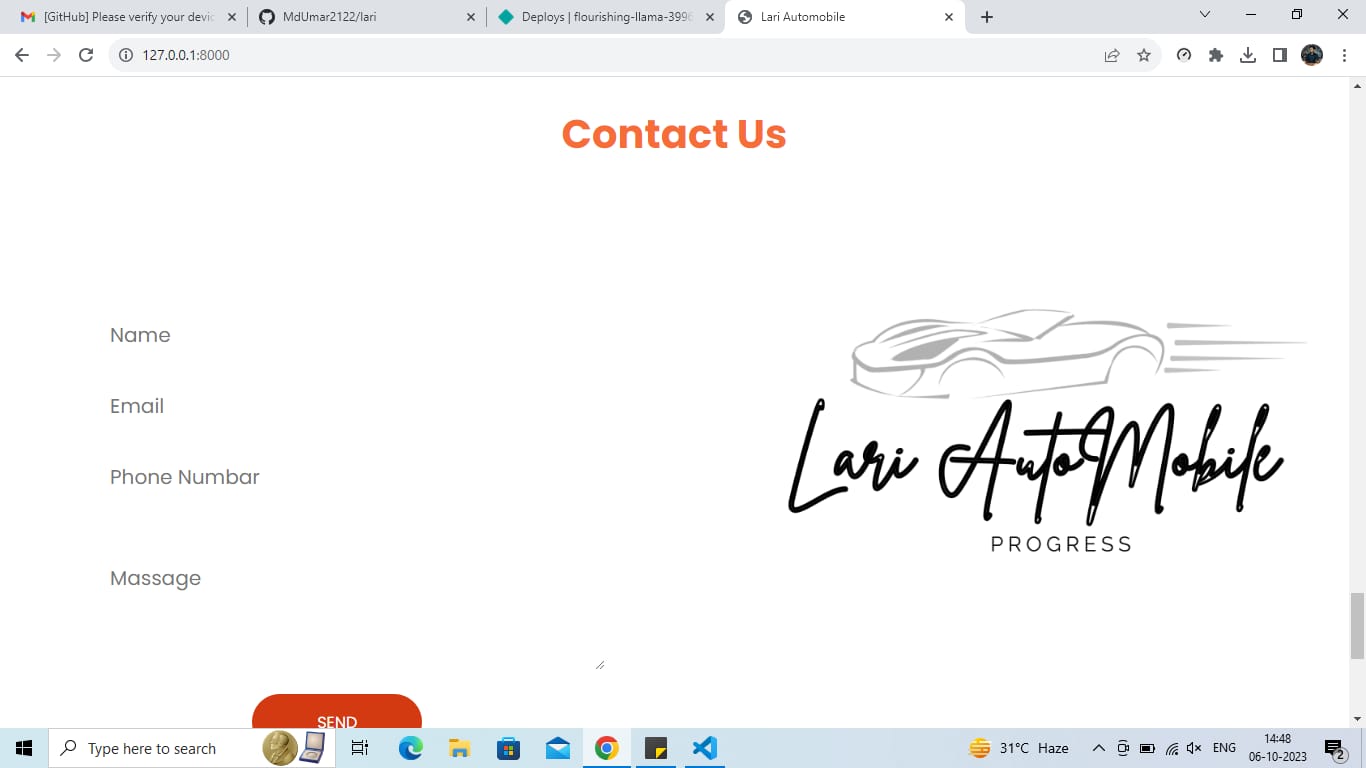 [GitHub] Please verify your devic
MdUmar2122/lari
Deploys | flourishing-llama-3996
Lari Automobile
127.0.0.1:8000
Contact Us
Name
Email
Phone Numbar
Massage
SEND
Lari AutoMobile
PROGRESS
Type here to search
31°C Haze
ENG
14:48
06-10-2023
2